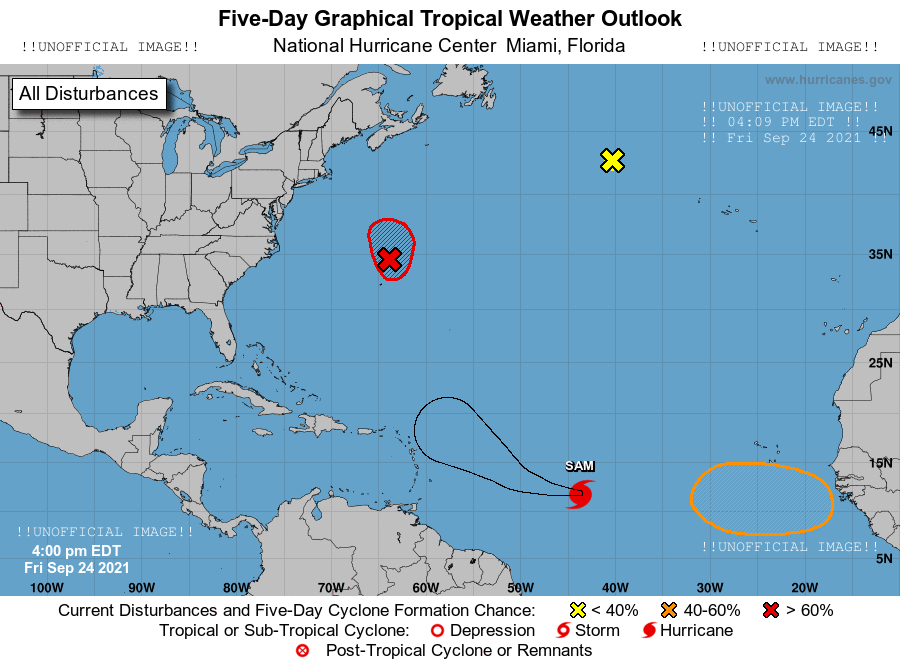 Five-Day Graphical Tropical Weather Outlook
!!UNOFFICIAL IMAGE!! National Hurricane Center  Miami, Florida !!UNOFFICIAL IMAGE!!
www.hurricanes.gov
All Disturbances
!!UNOFFICIAL IMAGE!!
!! 04:09 PM EDT !!
!! Fri Sep 24 2021 !!
45N
35N
25N
SAM
15N
!!UNOFFICIAL IMAGE!!
!!UNOFFICIAL IMAGE!!
4:00 pm EDT
Fri Sep 24 2021
5N
100W 90W 80W 70W 60W 50W 40W 30W 20W
Current Disturbances and Five-Day Cyclone Formation Chance: < 40% 40-60% > 60%
Tropical or Sub-Tropical Cyclone: Depression Storm Hurricane
Post-Tropical Cyclone or Remnants